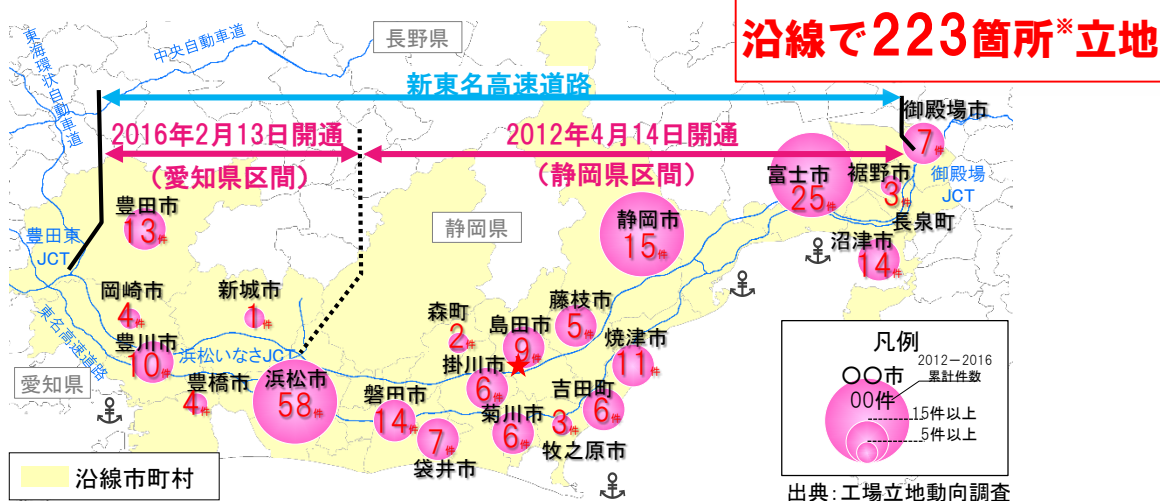 沿線で223箇所※立地
長野県
中央自動車道
東海環状自動車道
新東名高速道路
2016年2月13日開通
(愛知県区間)
2012年4月14日開通
(静岡県区間)
御殿場市
7件
御殿場
JCT
富士市
25件
裾野市
3件
長泉町
沼津市
14件
豊田市
13件
豊田東
JCT
静岡県
静岡市
15件
岡崎市
4件
新城市
1件
森町
2件
島田市
9件
藤枝市
5件
焼津市
11件
東名高速道路
豊川市
10件
浜松いなさJCT
愛知県
豊橋市
4件
浜松市
58件
磐田市
14件
掛川市
6件
吉田町
6件
菊川市
6件
3件
牧之原市
7件
袋井市
沿線市町村
凡例
2012－2016
累計件数
〇〇市
00件
15件以上
5件以上
出典：工場立地動向調査